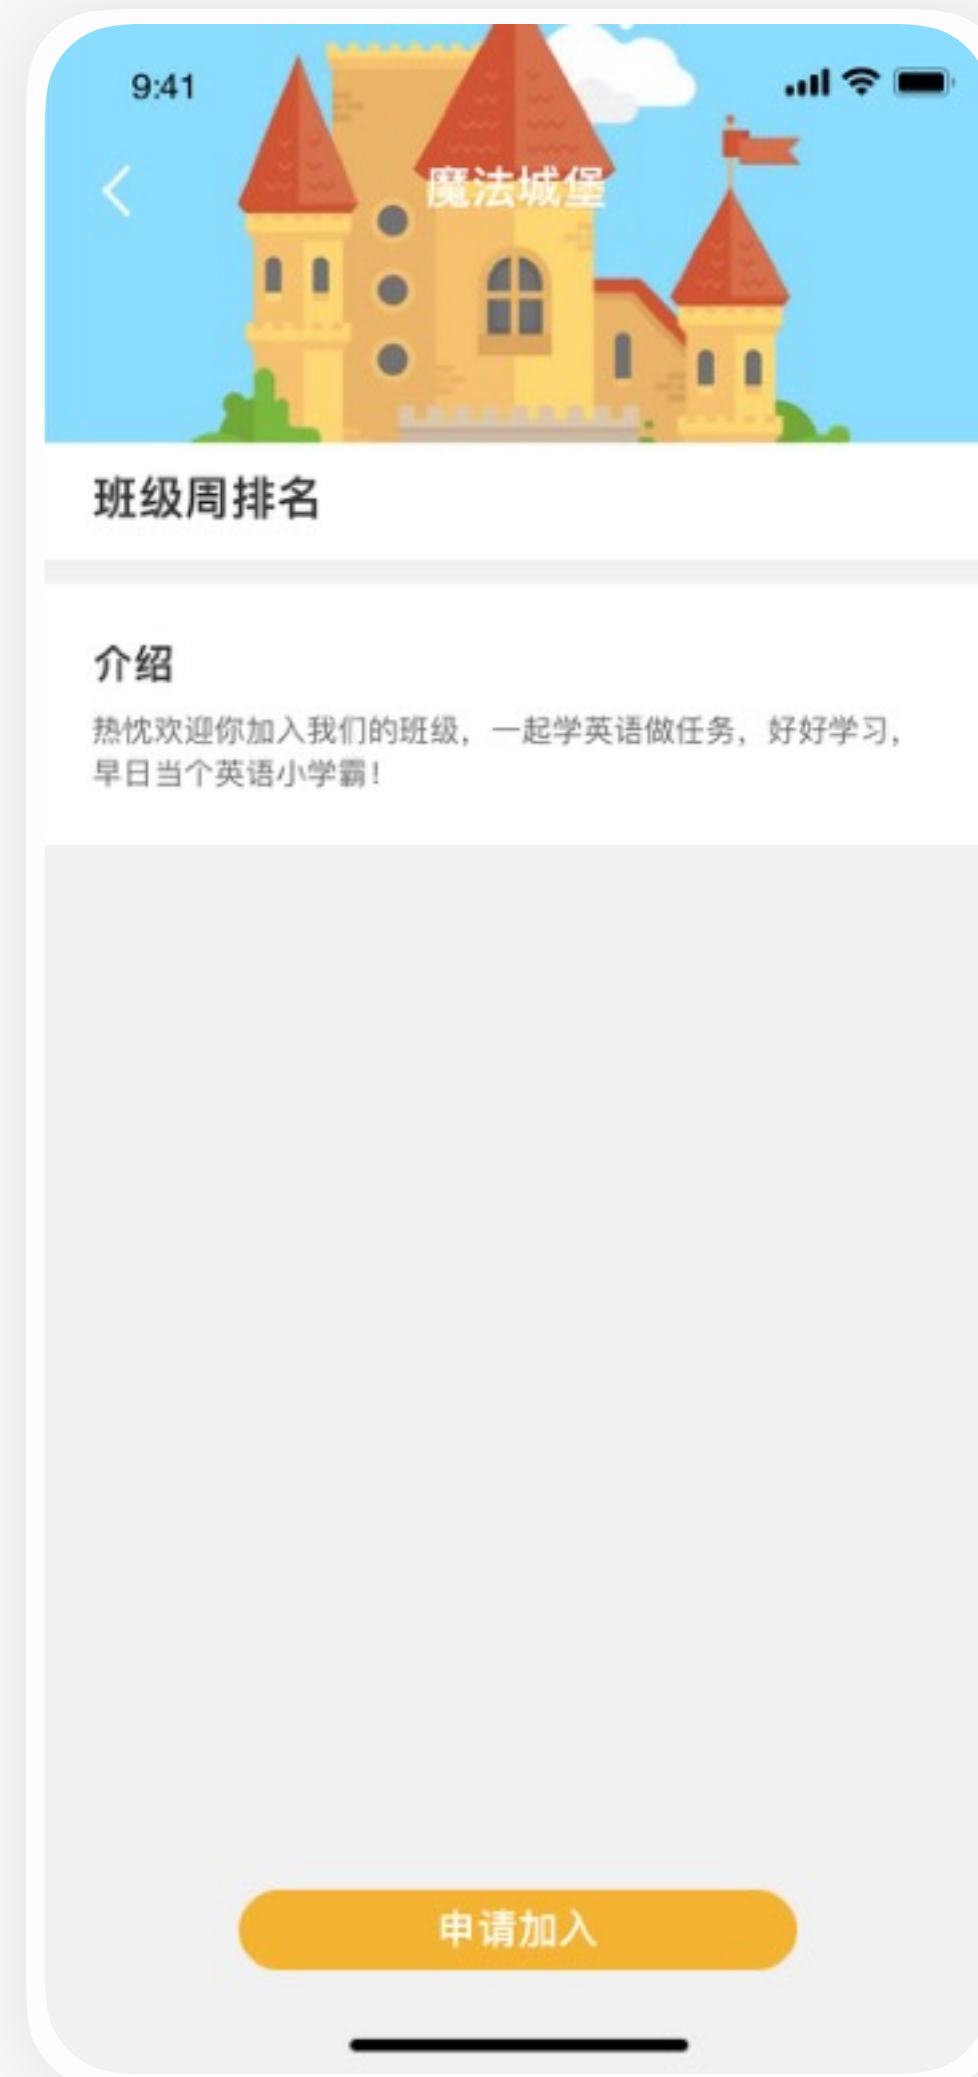 9:41
魔法城堡
班级周排名
介绍
热忱欢迎你加入我们的班级，一起学英语做任务，好好学习，
早日当个英语小学霸！
申请加入